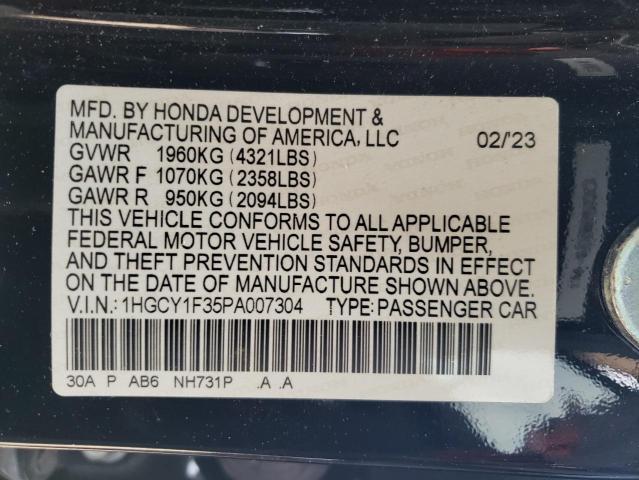 MFD. BY HONDA DEVELOPMENT &
MANUFACTURING OF AMERICA, LLC 02/'23
GVWR 1960KG (4321LBS)
GAWR F 1070KG (2358LBS)
GAWR R 950KG (2094LBS)
THIS VEHICLE CONFORMS TO ALL APPLICABLE
FEDERAL MOTOR VEHICLE SAFETY, BUMPER,
AND THEFT PREVENTION STANDARDS IN EFFECT
ON THE DATE OF MANUFACTURE SHOWN ABOVE.
V.I.N.: 1HGCY1F35PA007304 TYPE: PASSENGER CAR
30A P AB6 NH731P .A .A